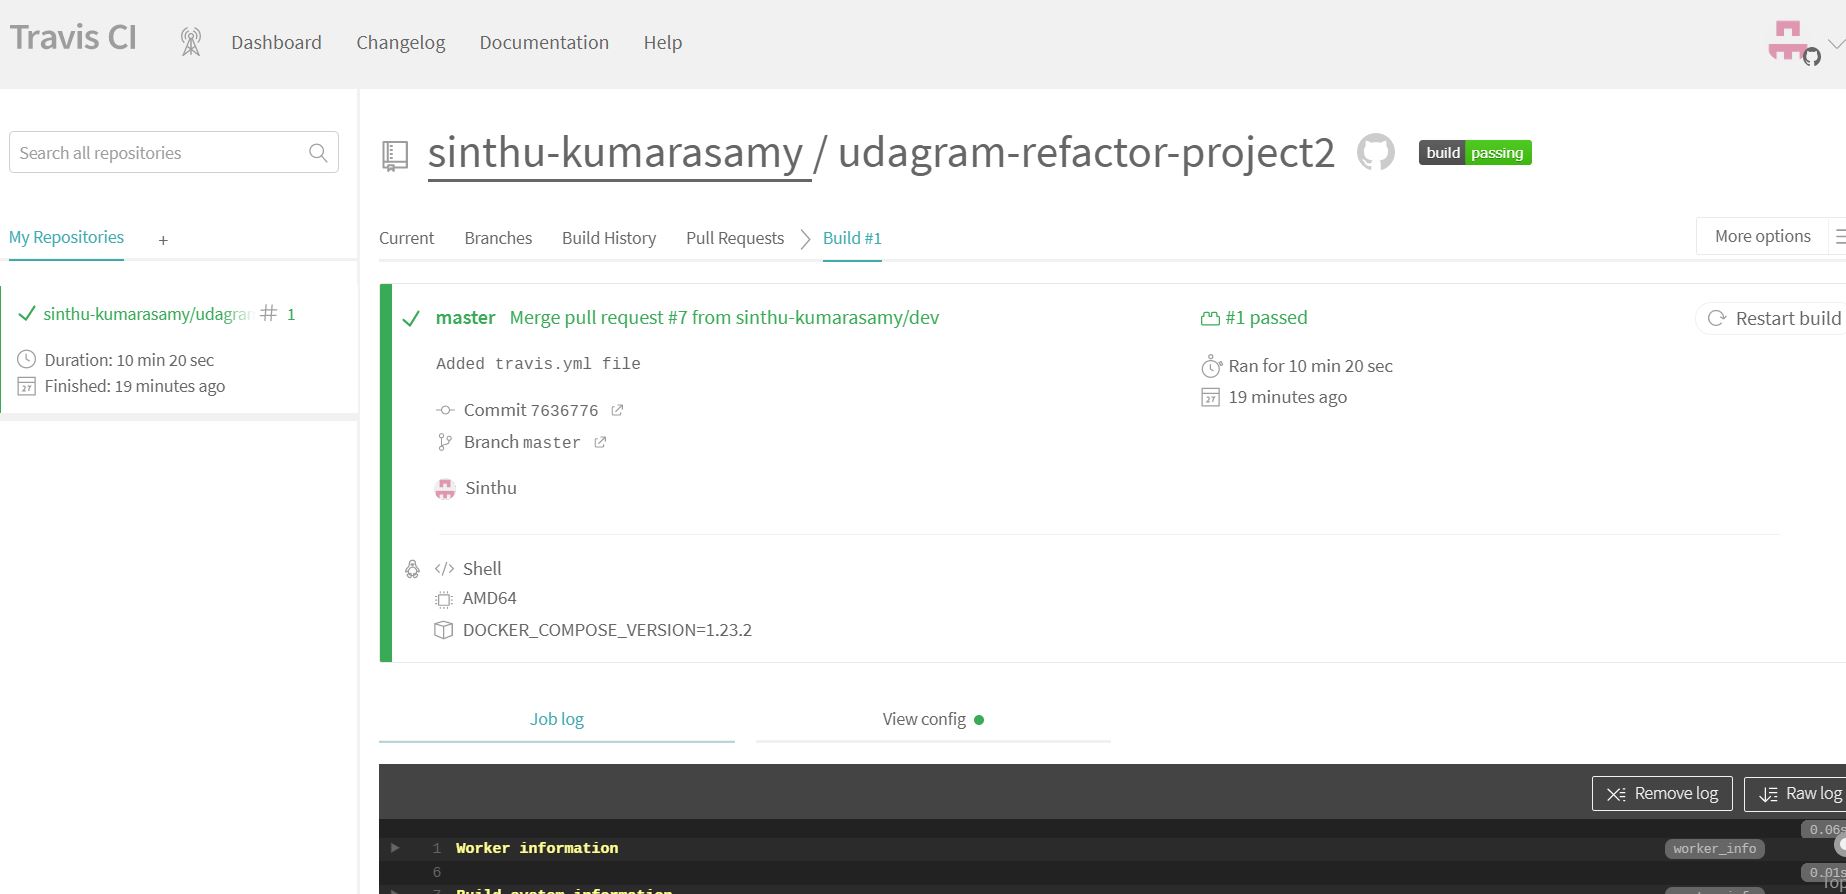 Travis CI
Dashboard Changelog Documentation Help
Search all repositories
My Repositories +
sinthu-kumarasamy/udagra # 1
Duration: 10 min 20 sec
27 Finished: 19 minutes ago
sinthu-kumarasamy / udagram-refactor-project2 build passing
Current Branches Build History Pull Requests Build #1
More options
master Merge pull request #7 from sinthu-kumarasamy/dev
Added travis.yml file
Commit 7636776
Branch master
Sinthu
#1 passed
Ran for 10 min 20 sec
27 19 minutes ago
Restart build
</> Shell
AMD64
DOCKER_COMPOSE_VERSION=1.23.2
Job log View config
Remove log Raw log
0.06s
1 Worker information worker_info
6
0.01s
7 Build system information